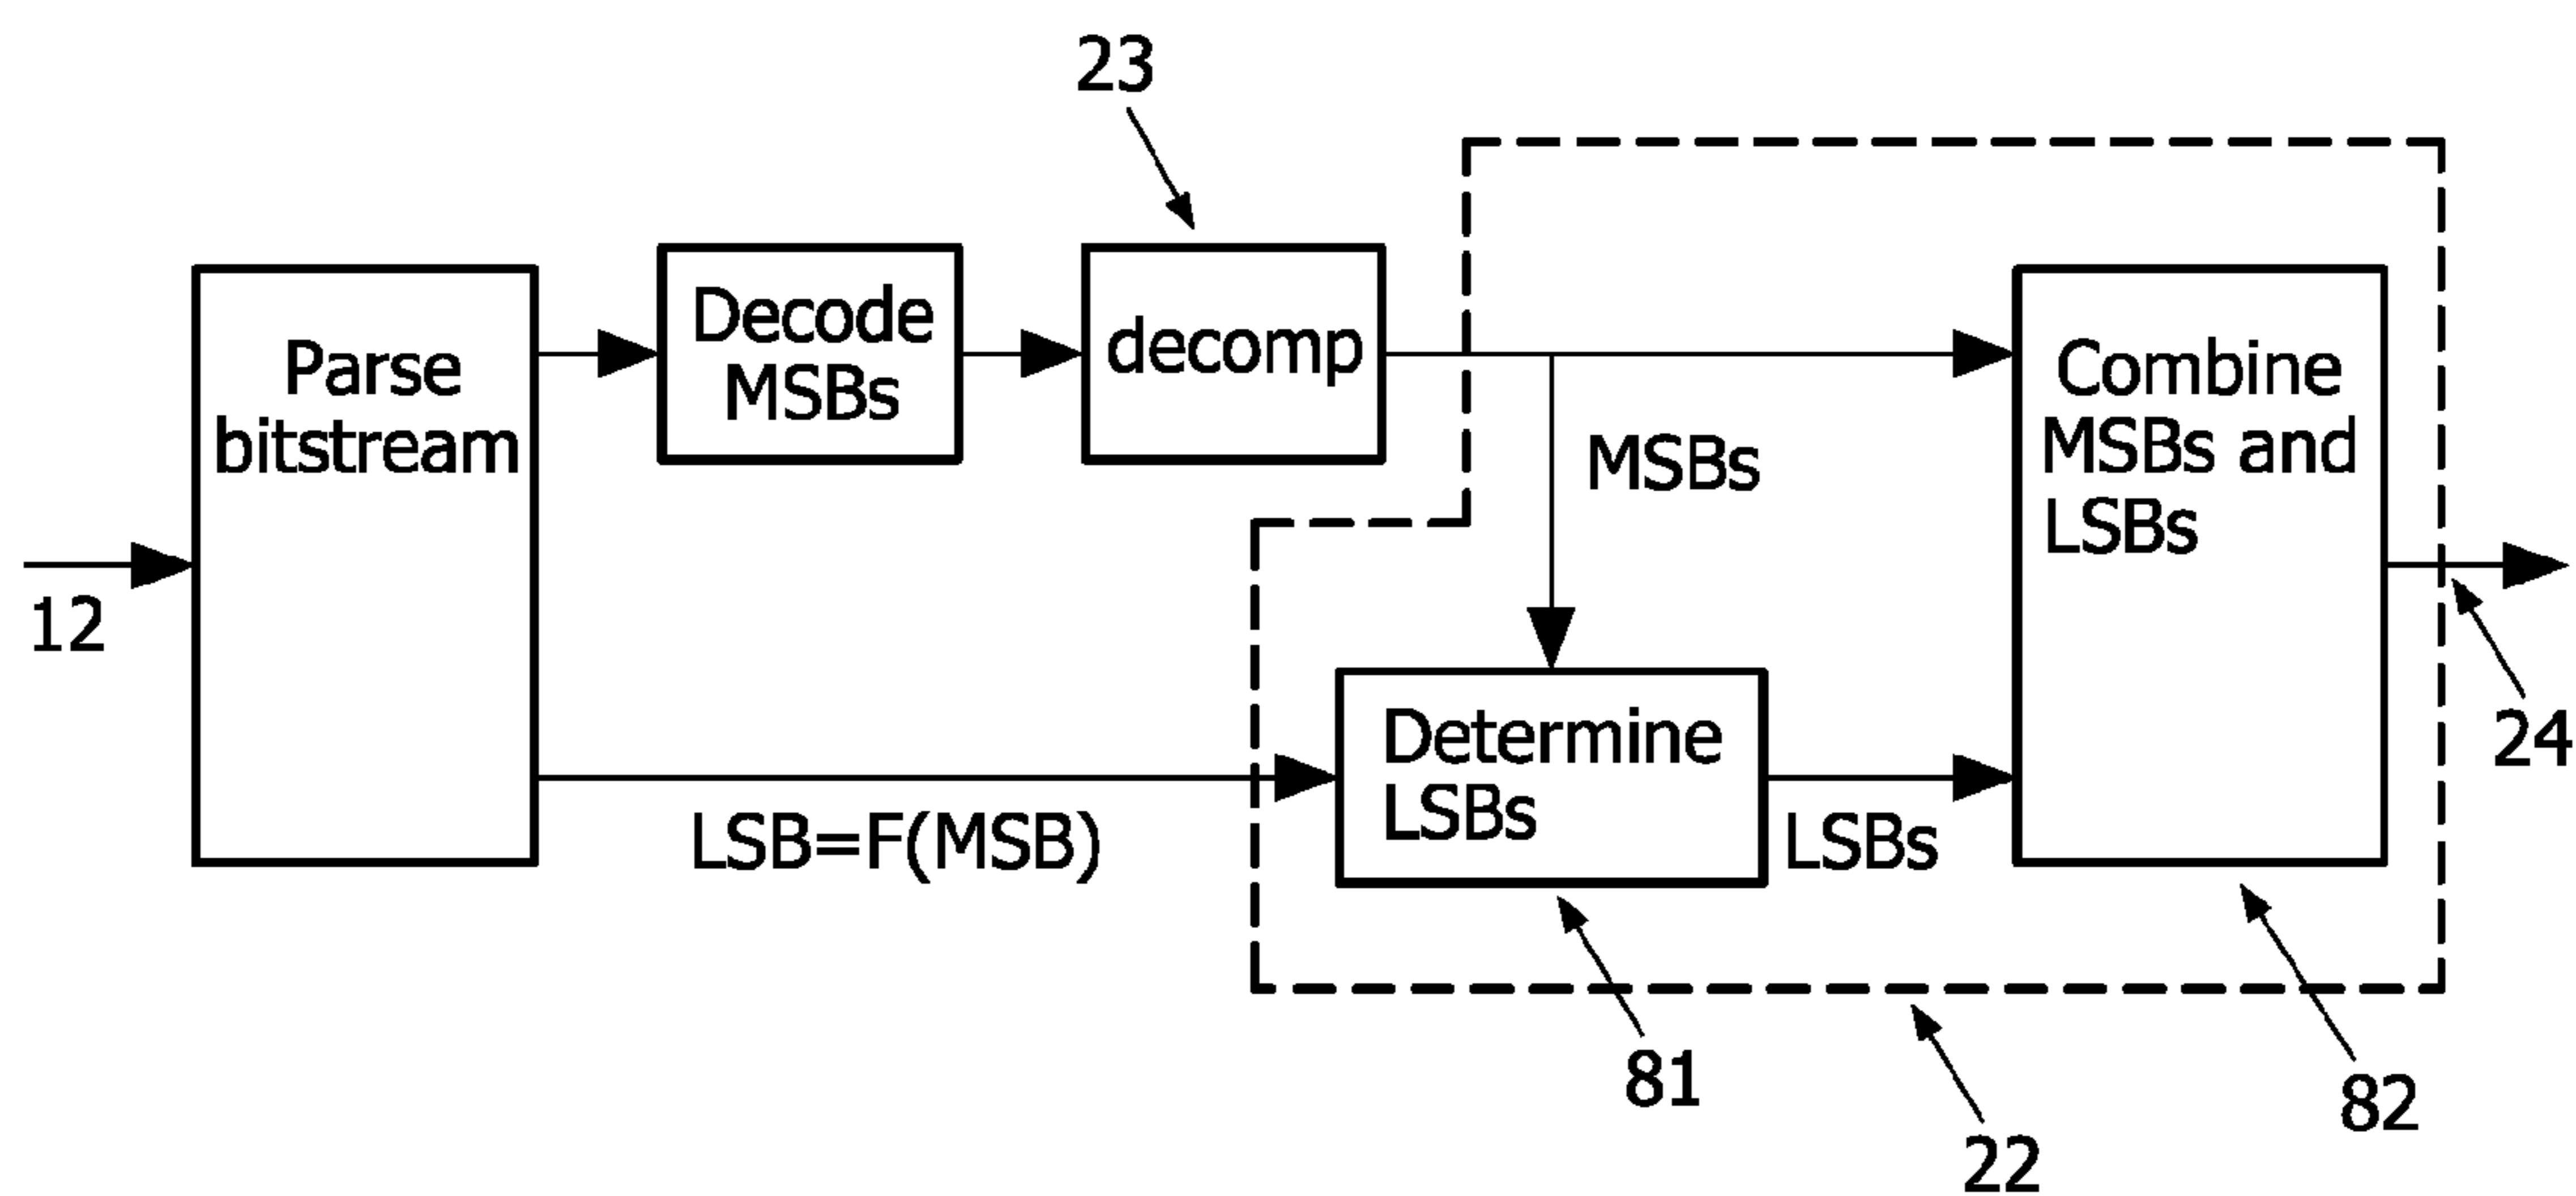 23
Parse
bitstream
Decode
MSBs
decomp
Combine
MSBs and
LSBs
MSBs
12
24
Determine
LSBs
LSB=F(MSB)
LSBs
81
82
22